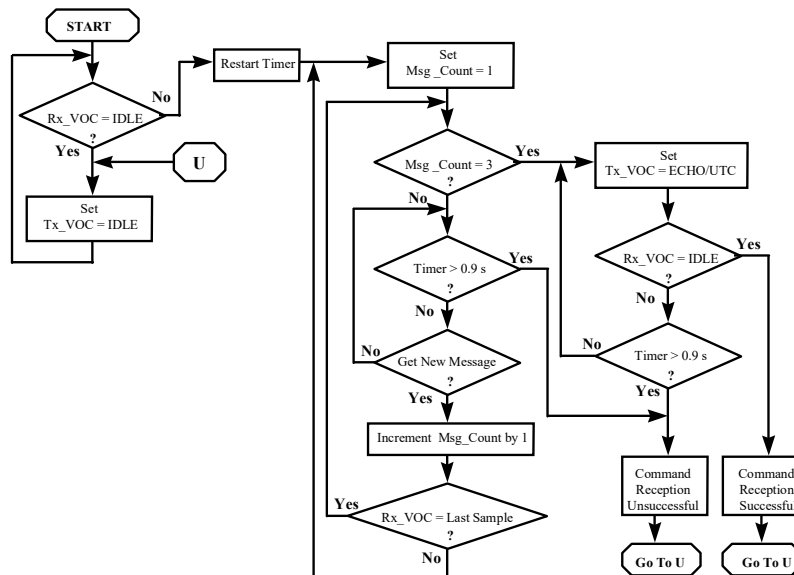 START
Rx_VOC = IDLE
?
No
Yes
U
Set
Tx_VOC = IDLE
Restart Timer
Set
Msg _Count = 1
Msg _Count = 3
?
Yes
No
Timer > 0.9 s
?
Yes
No
Get New Message
?
No
Yes
Increment Msg_Count by 1
Rx_VOC = Last Sample
?
Yes
No
Set
Tx_VOC = ECHO/UTC
Rx_VOC = IDLE
?
Yes
No
Timer > 0.9 s
?
No
Yes
Command
Reception
Unsuccessful
Go To U
Command
Reception
Successful
Go To U